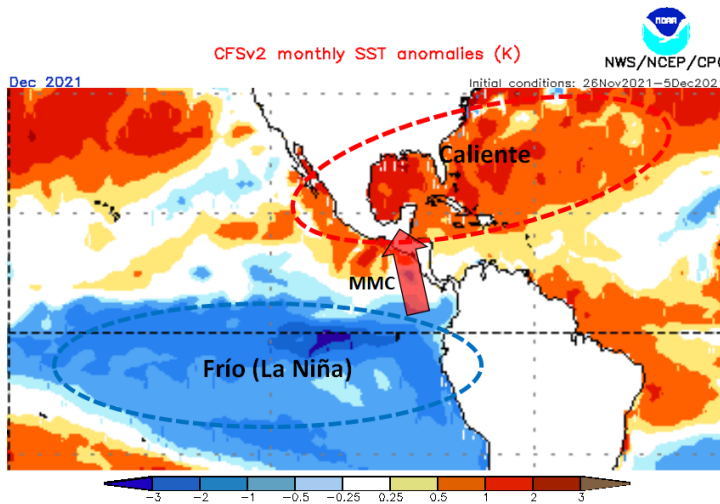 NOAA
CFSv2 monthly SST anomalies (K)
NWS/NCEP/CPC
Dec 2021
Initial conditions: 26Nov2021-5Dec202
Caliente
MMC
Frío (La Niña)
-3 -2 -1 -0.5 -0.25 0.25 0.5 1 2 3